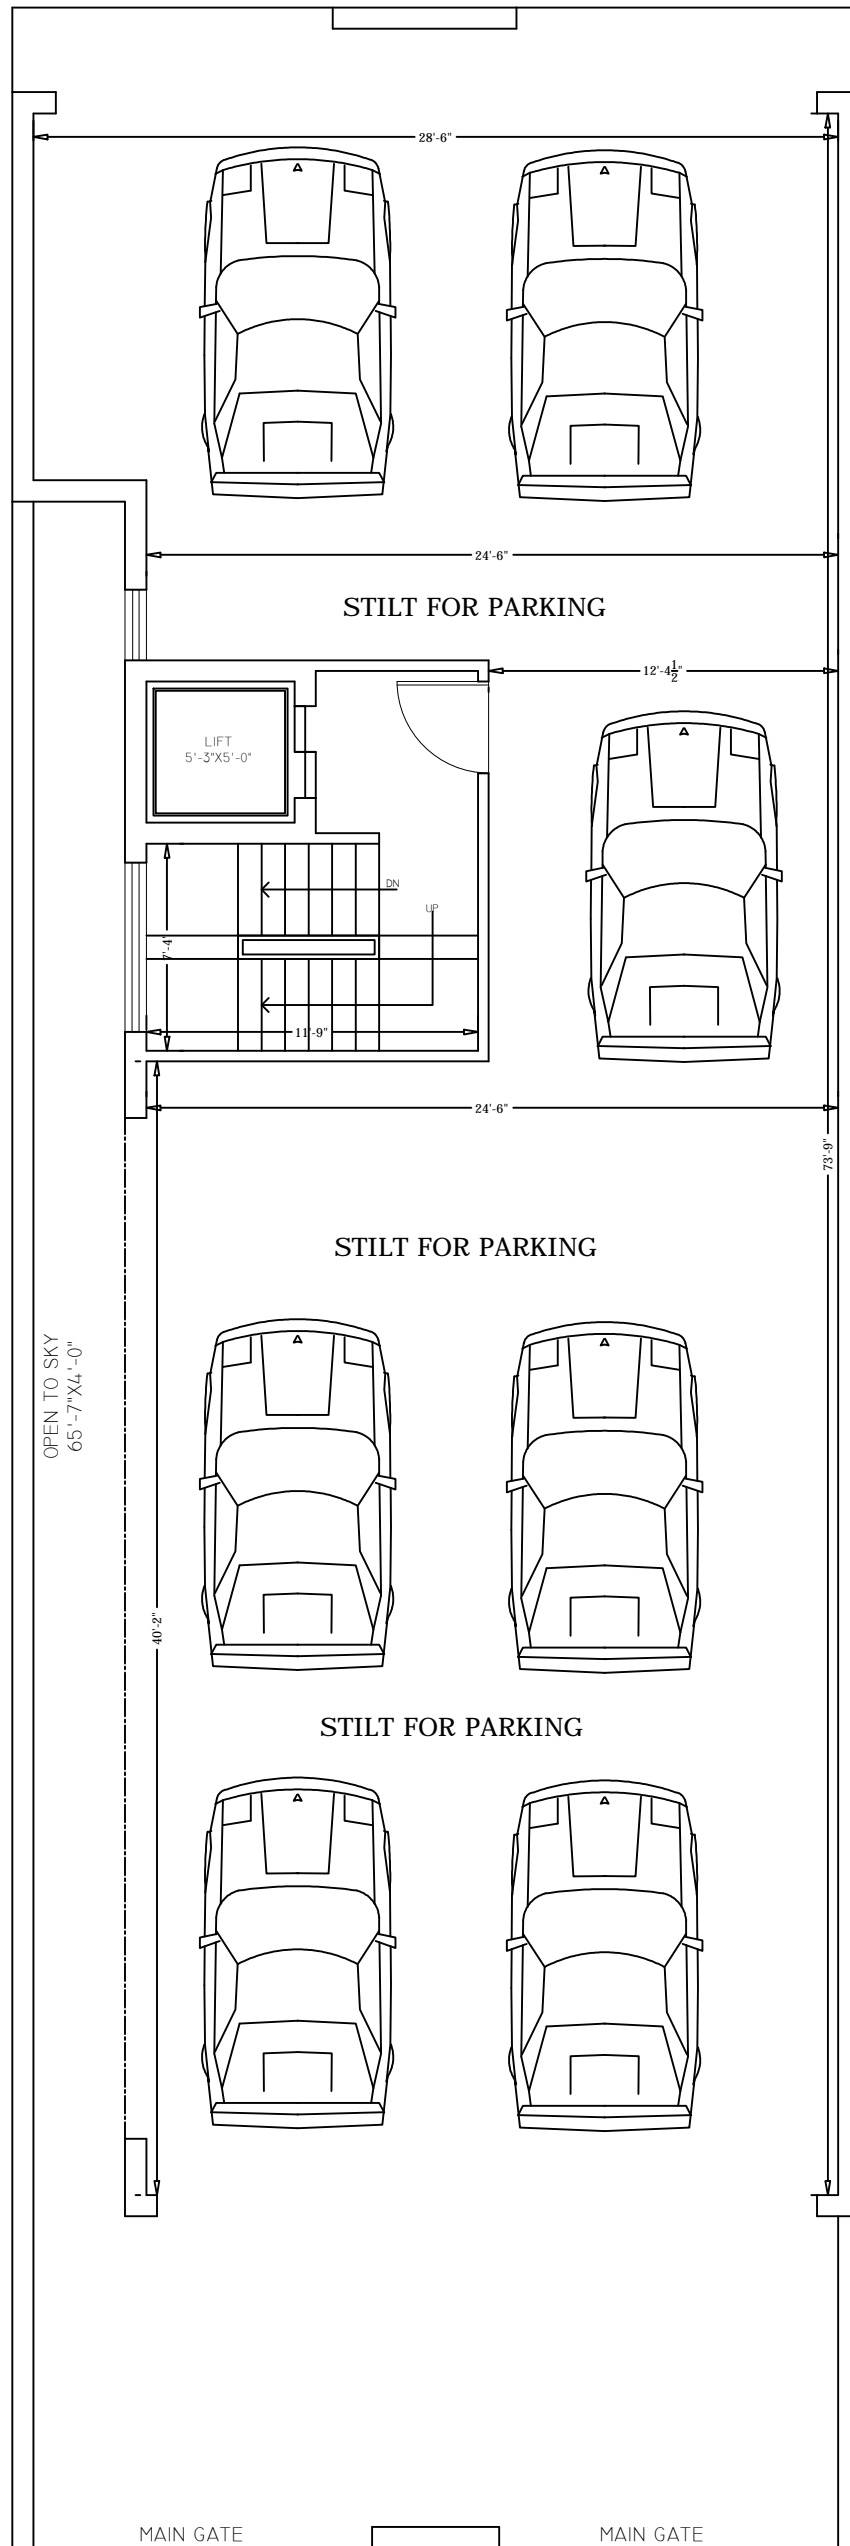 28'-6"
24'-6"
STILT FOR PARKING
12'-4½"
LIFT
5'-3"X5'-0"
DN
UP
7'-4"
11'-9"
24'-6"
73'-9"
STILT FOR PARKING
OPEN TO SKY
65'-7"X4'-0"
40'-2"
STILT FOR PARKING
MAIN GATE
MAIN GATE